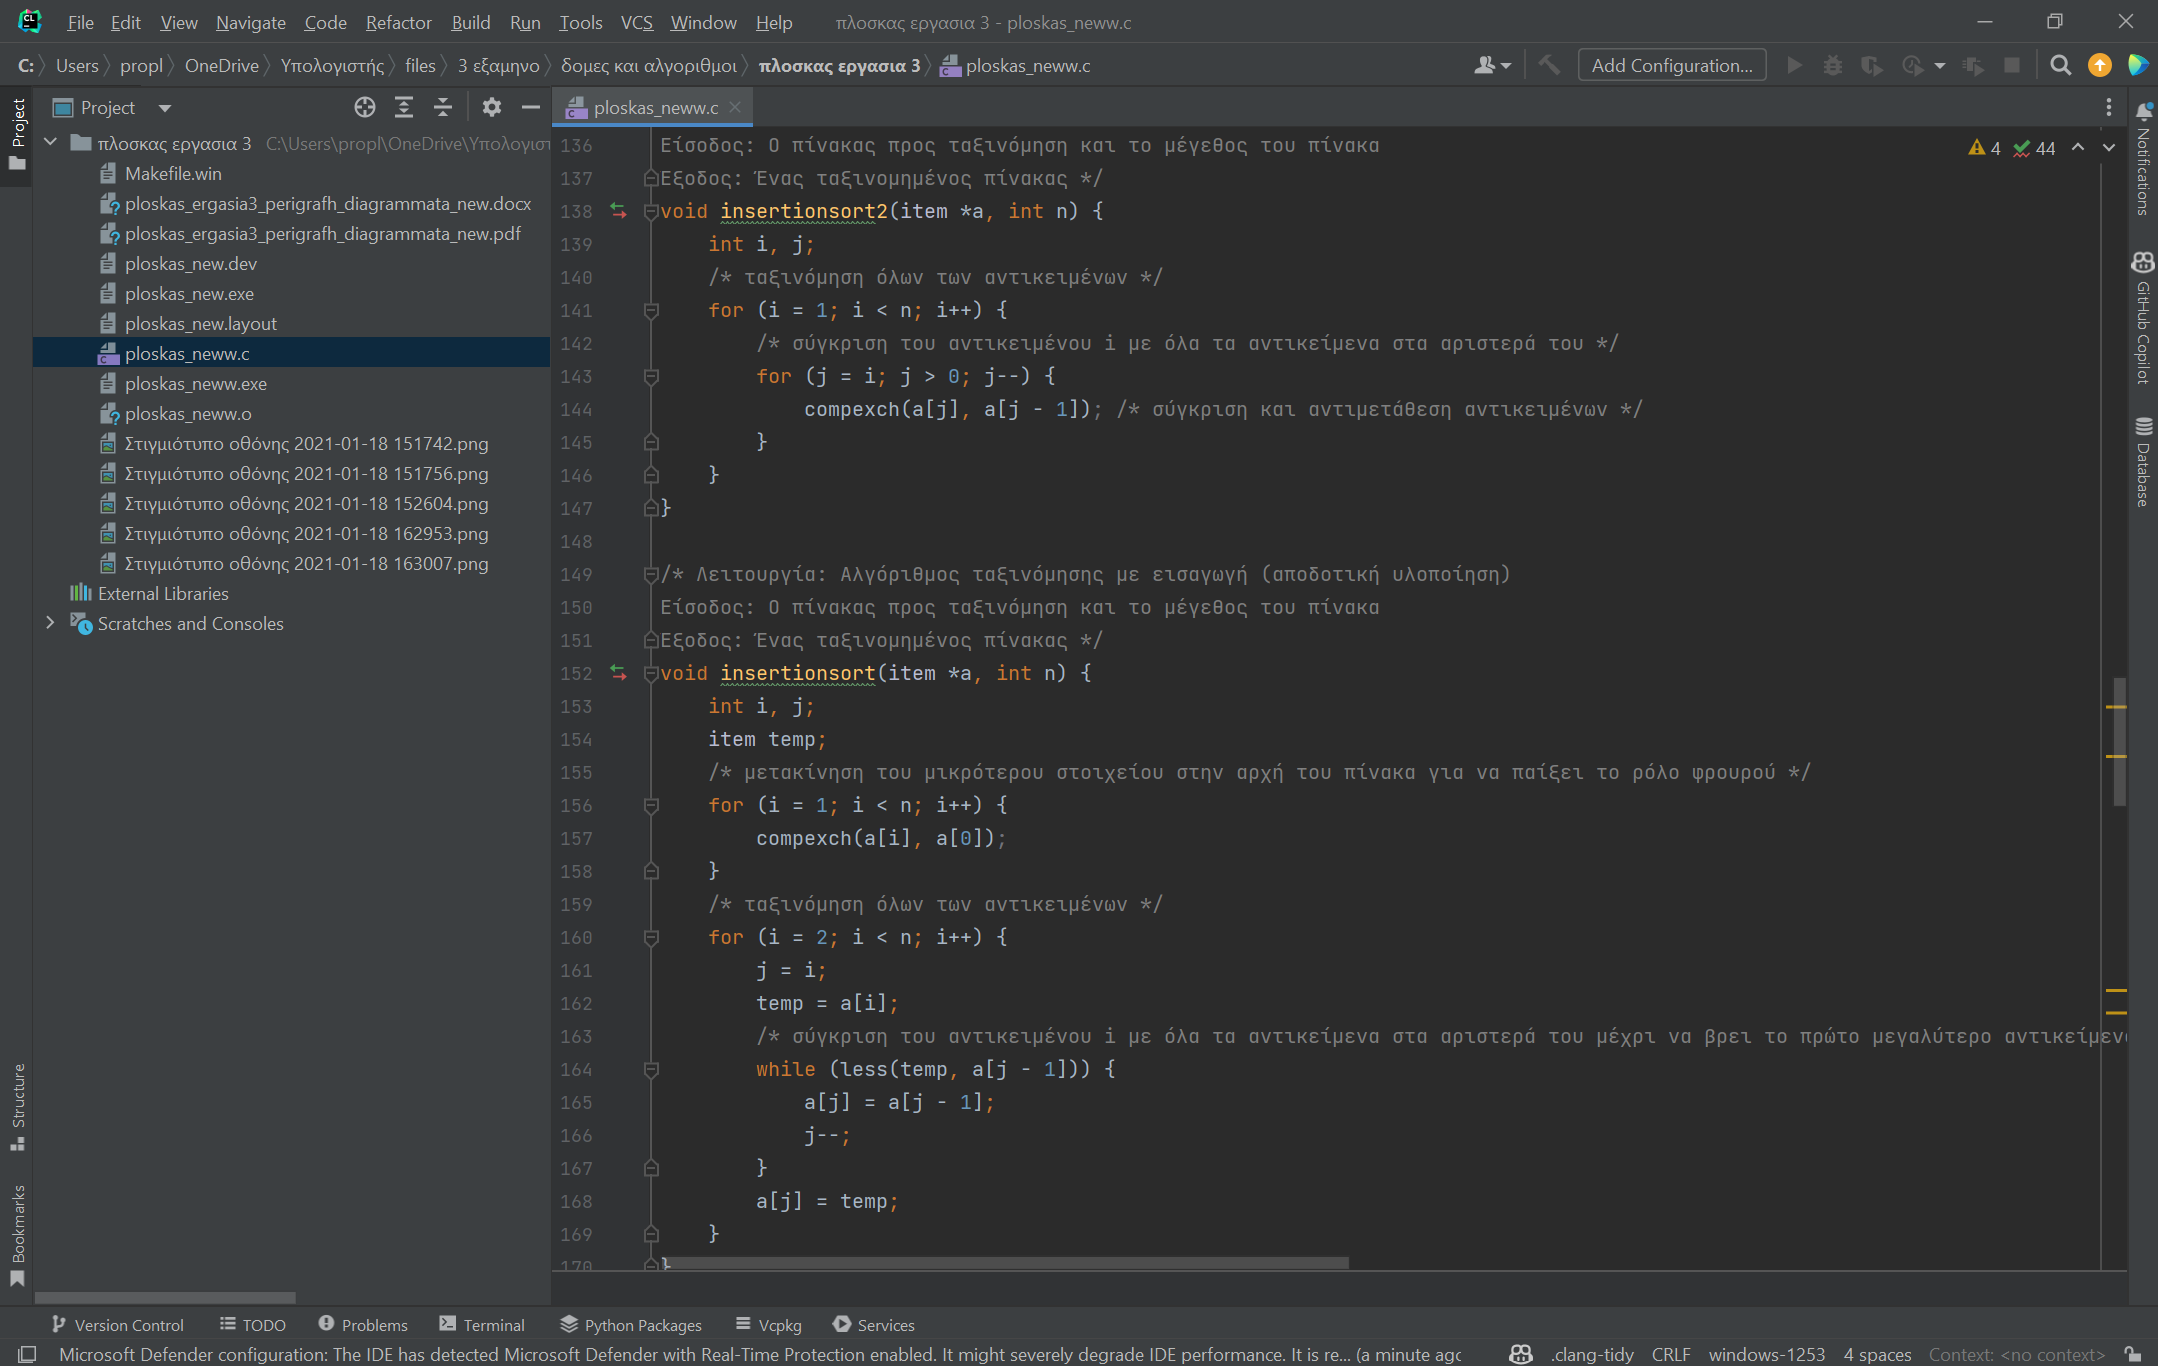 File Edit View Navigate Code Refactor Build Run Tools VCS Window Help πλοσκας εργασια 3 - ploskas_neww.c
C: Users propl OneDrive Υπολογιστής files 3 εξαμηνο δομες και αλγοριθμοι πλοσκας εργασια 3 ploskas_neww.c Add Configuration...
Project
Project
ploskas_neww.c
πλοσκας εργασια 3 C:\Users\propl\OneDrive\Υπολογιστ
Makefile.win
ploskas_ergasia3_perigrafh_diagrammata_new.docx
ploskas_ergasia3_perigrafh_diagrammata_new.pdf
ploskas_new.dev
ploskas_new.exe
ploskas_new.layout
ploskas_neww.c
ploskas_neww.exe
ploskas_neww.o
Στιγμιότυπο οθόνης 2021-01-18 151742.png
Στιγμιότυπο οθόνης 2021-01-18 151756.png
Στιγμιότυπο οθόνης 2021-01-18 152604.png
Στιγμιότυπο οθόνης 2021-01-18 162953.png
Στιγμιότυπο οθόνης 2021-01-18 163007.png
External Libraries
Scratches and Consoles
Structure
Bookmarks
4 44
136 Είσοδος: Ο πίνακας προς ταξινόμηση και το μέγεθος του πίνακα
137 Εξοδος: Ένας ταξινομημένος πίνακας */
138 void insertionsort2(item *a, int n) {
139 int i, j;
140 /* ταξινόμηση όλων των αντικειμένων */
141 for (i = 1; i < n; i++) {
142 /* σύγκριση του αντικειμένου i με όλα τα αντικείμενα στα αριστερά του */
143 for (j = i; j > 0; j--) {
144 compexch(a[j], a[j - 1]); /* σύγκριση και αντιμετάθεση αντικειμένων */
145 }
146 }
147 }
148
149 /* Λειτουργία: Αλγόριθμος ταξινόμησης με εισαγωγή (αποδοτική υλοποίηση)
150 Είσοδος: Ο πίνακας προς ταξινόμηση και το μέγεθος του πίνακα
151 Εξοδος: Ένας ταξινομημένος πίνακας */
152 void insertionsort(item *a, int n) {
153 int i, j;
154 item temp;
155 /* μετακίνηση του μικρότερου στοιχείου στην αρχή του πίνακα για να παίξει το ρόλο φρουρού */
156 for (i = 1; i < n; i++) {
157 compexch(a[i], a[0]);
158 }
159 /* ταξινόμηση όλων των αντικειμένων */
160 for (i = 2; i < n; i++) {
161 j = i;
162 temp = a[i];
163 /* σύγκριση του αντικειμένου i με όλα τα αντικείμενα στα αριστερά του μέχρι να βρει το πρώτο μεγαλύτερο αντικείμενο
164 while (less(temp, a[j - 1])) {
165 a[j] = a[j - 1];
166 j--;
167 }
168 a[j] = temp;
169 }
170 }
Notifications
GitHub Copilot
Database
Version Control TODO Problems Terminal Python Packages Vcpkg Services
Microsoft Defender configuration: The IDE has detected Microsoft Defender with Real-Time Protection enabled. It might severely degrade IDE performance. It is re... (a minute agc .clang-tidy CRLF windows-1253 4 spaces Context: <no context>